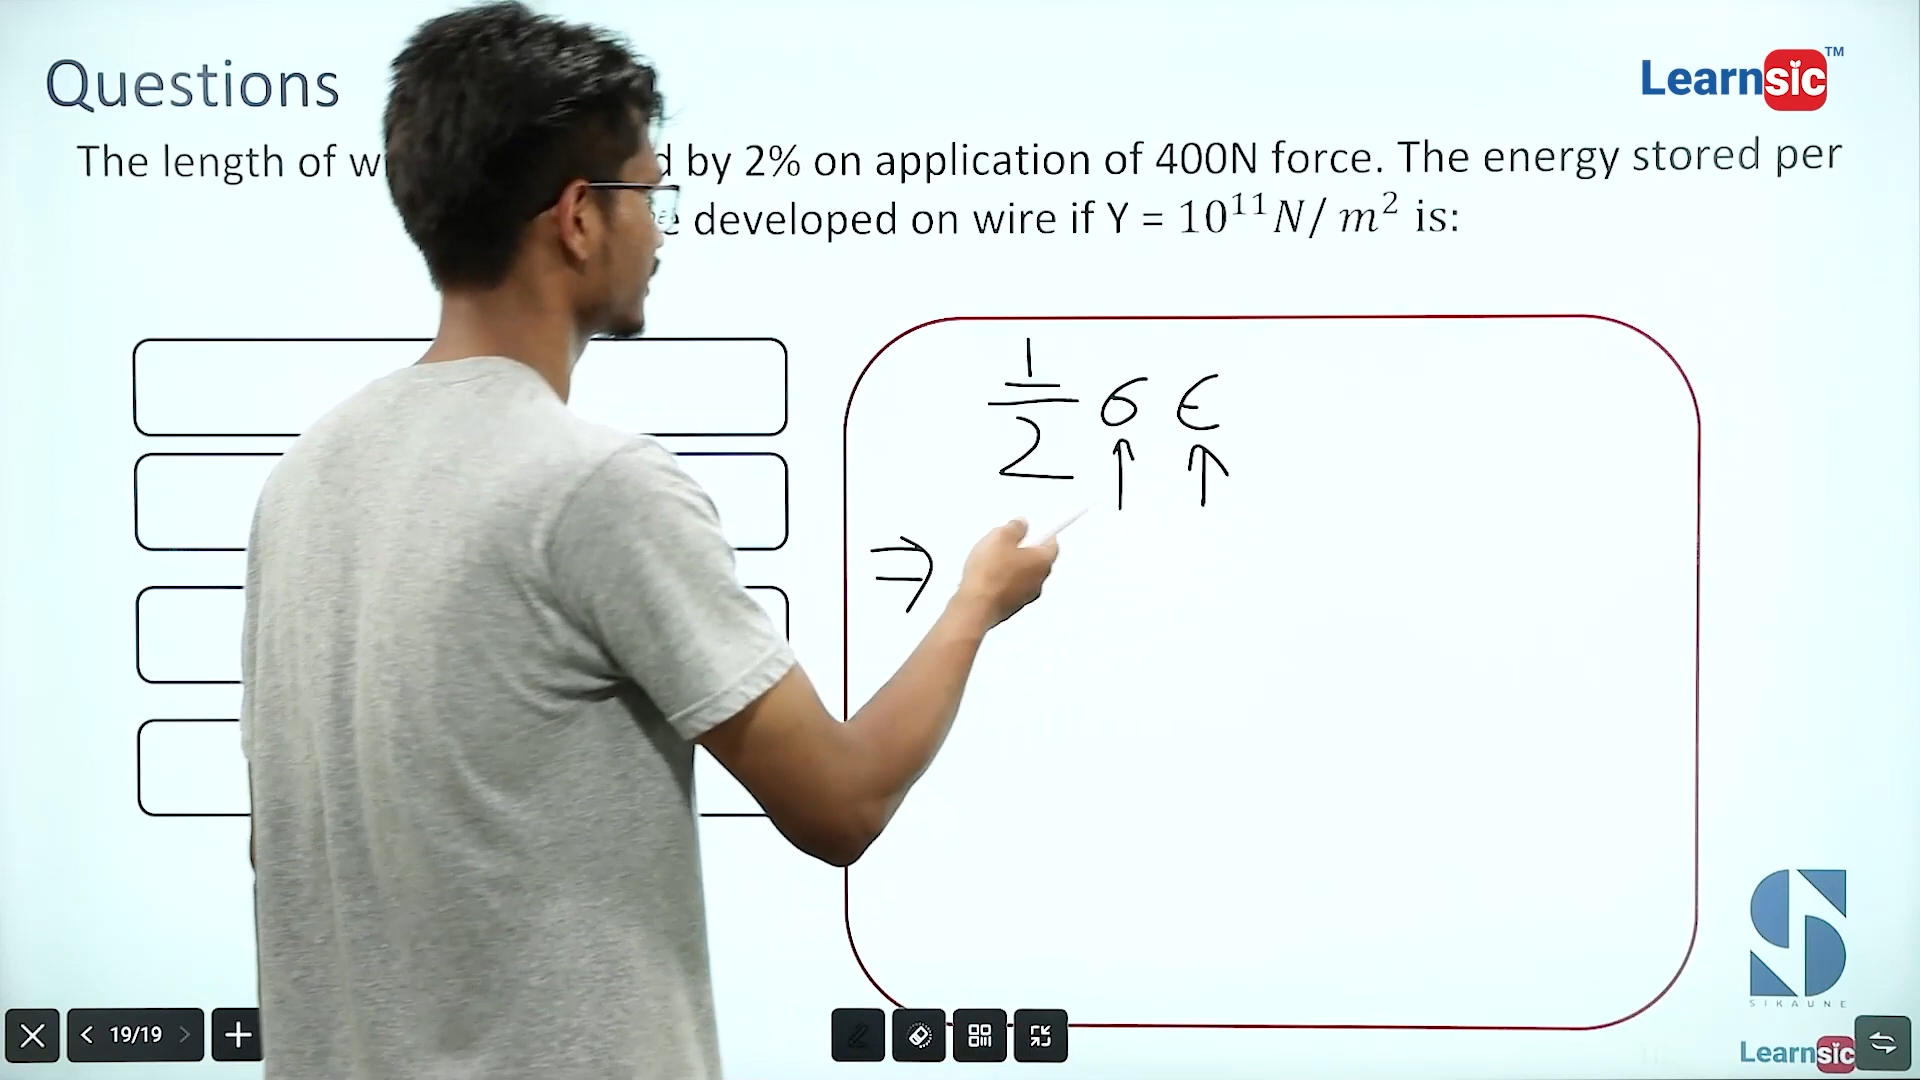 Questions
Learnsic™
The length of by 2% on application of 400N force. The energy stored per
developed on wire if Y = 10¹¹N/ m² is:
1
2 σ ε
⇒
SIKAUNE
19/19
Learnsic